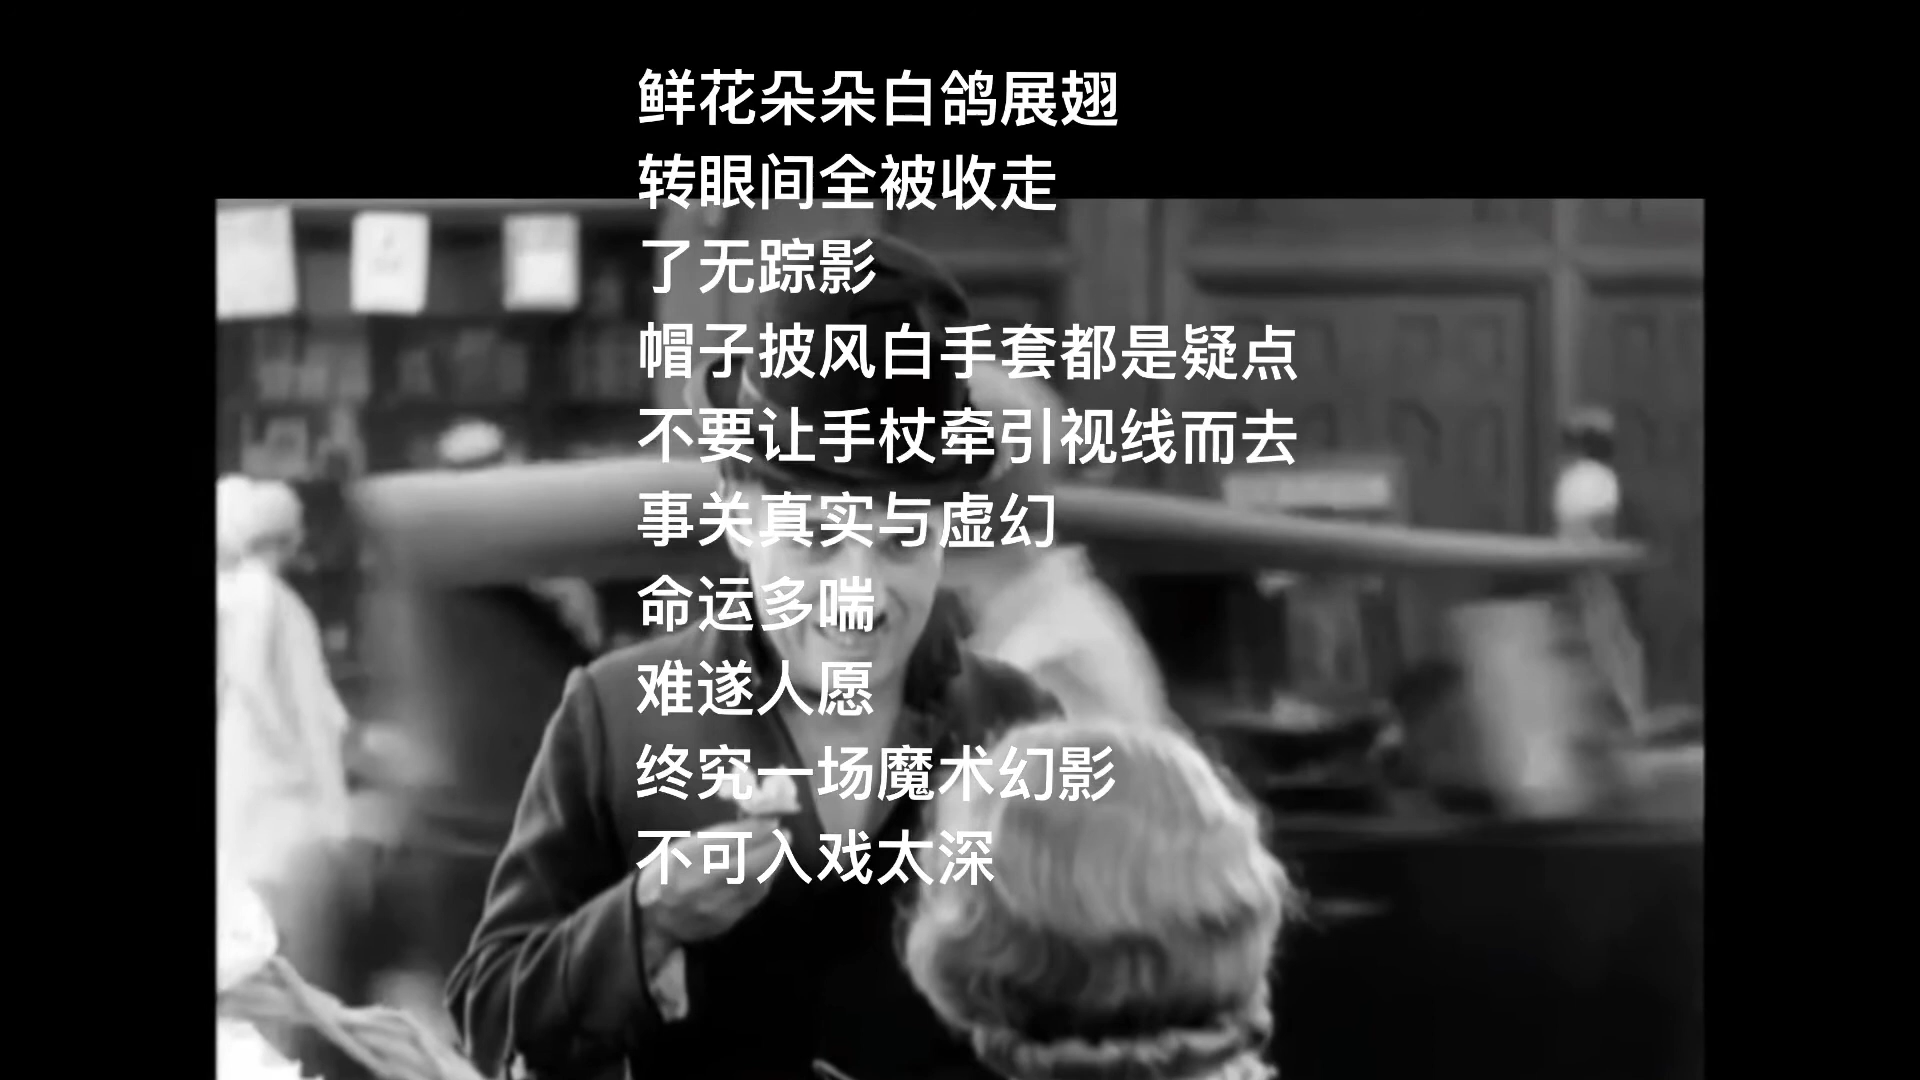 鲜花朵朵白鸽展翅
转眼间全被收走
了无踪影
帽子披风白手套都是疑点
不要让手杖牵引视线而去
事关真实与虚幻
命运多喘
难遂人愿
终究一场魔术幻影
不可入戏太深